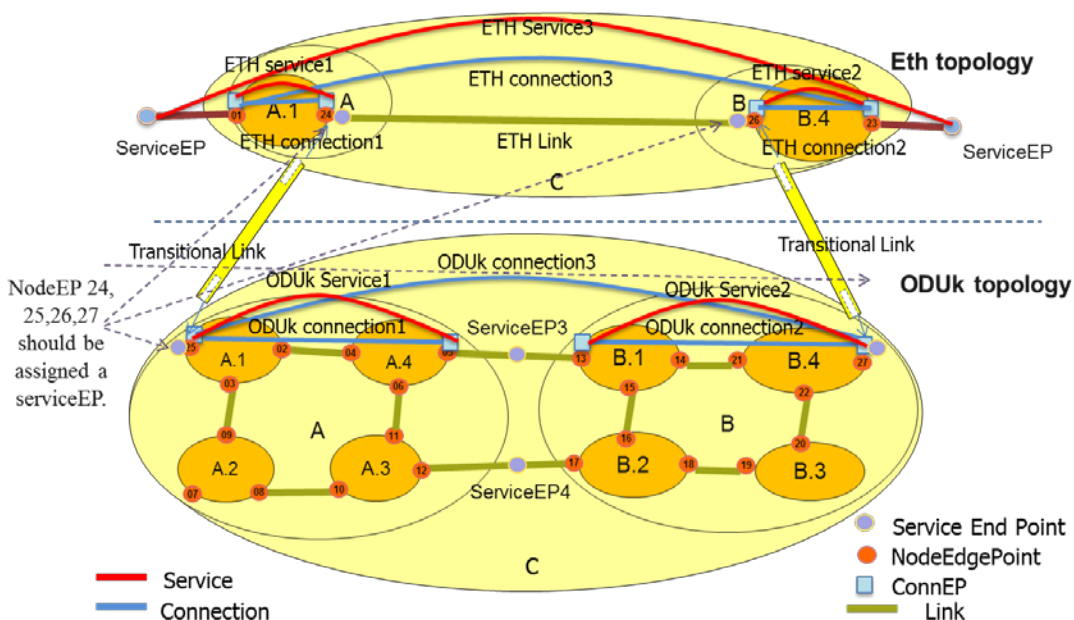 ETH Service3
ETH service1
ETH connection3
ETH service2
Eth topology
A.1
A
B
B.4
01
24
26
23
ServiceEP
ETH connection1
ETH Link
ETH connection2
ServiceEP
C
Transitional Link
Transitional Link
ODUk connection3
ODUk topology
NodeEP 24,
25,26,27
should be
assigned a
serviceEP.
ODUk Service1
ODUk Service2
ODUk connection1
ServiceEP3
ODUk connection2
25
A.1
02
04
A.4
05
13
B.1
14
21
B.4
27
03
06
15
22
09
A
11
16
B
20
A.2
A.3
12
17
B.2
18
19
B.3
07
08
10
ServiceEP4
C
Service End Point
NodeEdgePoint
ConnEP
Link
Service
Connection